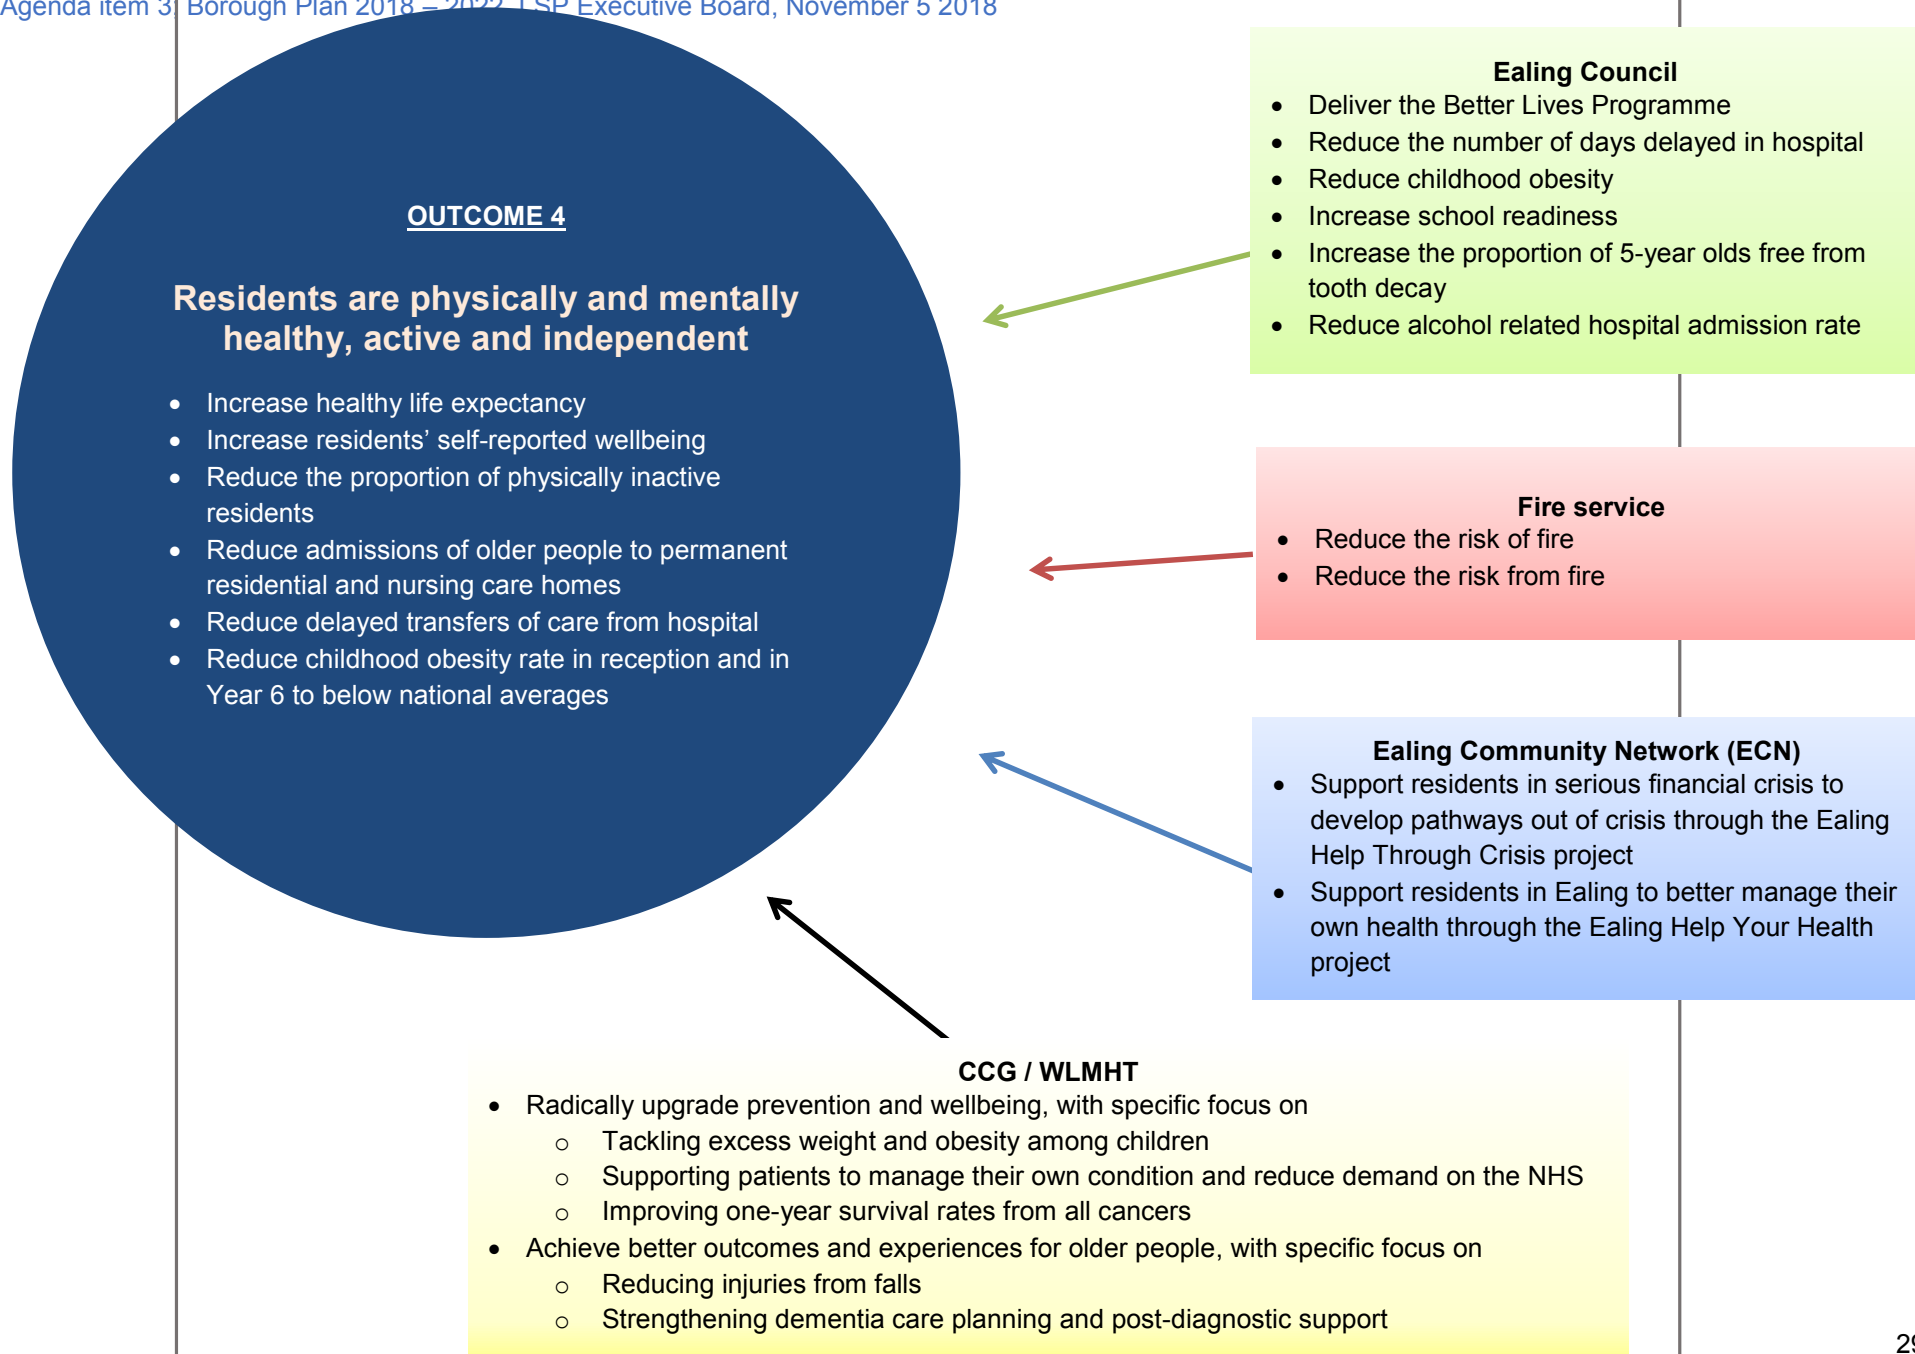 Agenda item 3, Borough Plan 2018 – 2022, LSP Executive Board, November 5 2018
OUTCOME 4
Residents are physically and mentally
healthy, active and independent
• Increase healthy life expectancy
• Increase residents’ self-reported wellbeing
• Reduce the proportion of physically inactive
residents
• Reduce admissions of older people to permanent
residential and nursing care homes
• Reduce delayed transfers of care from hospital
• Reduce childhood obesity rate in reception and in
Year 6 to below national averages
Ealing Council
• Deliver the Better Lives Programme
• Reduce the number of days delayed in hospital
• Reduce childhood obesity
• Increase school readiness
• Increase the proportion of 5-year olds free from
tooth decay
• Reduce alcohol related hospital admission rate
Fire service
• Reduce the risk of fire
• Reduce the risk from fire
Ealing Community Network (ECN)
• Support residents in serious financial crisis to
develop pathways out of crisis through the Ealing
Help Through Crisis project
• Support residents in Ealing to better manage their
own health through the Ealing Help Your Health
project
CCG / WLMHT
• Radically upgrade prevention and wellbeing, with specific focus on
o Tackling excess weight and obesity among children
o Supporting patients to manage their own condition and reduce demand on the NHS
o Improving one-year survival rates from all cancers
• Achieve better outcomes and experiences for older people, with specific focus on
o Reducing injuries from falls
o Strengthening dementia care planning and post-diagnostic support
29